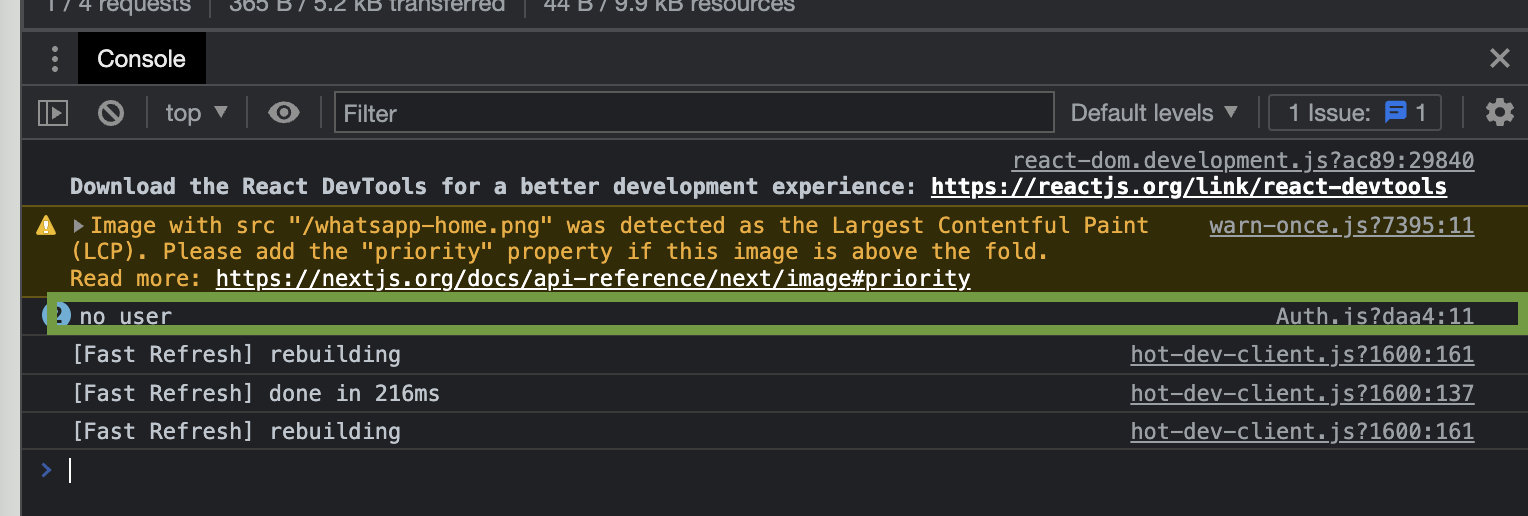 1 / 4 requests 365 B / 5.2 kB transferred 44 B / 9.9 kB resources
Console
top Filter Default levels 1 Issue: 1
react-dom.development.js?ac89:29840
Download the React DevTools for a better development experience: https://reactjs.org/link/react-devtools
Image with src "/whatsapp-home.png" was detected as the Largest Contentful Paint warn-once.js?7395:11
(LCP). Please add the "priority" property if this image is above the fold.
Read more: https://nextjs.org/docs/api-reference/next/image#priority
2 no user Auth.js?daa4:11
[Fast Refresh] rebuilding hot-dev-client.js?1600:161
[Fast Refresh] done in 216ms hot-dev-client.js?1600:137
[Fast Refresh] rebuilding hot-dev-client.js?1600:161